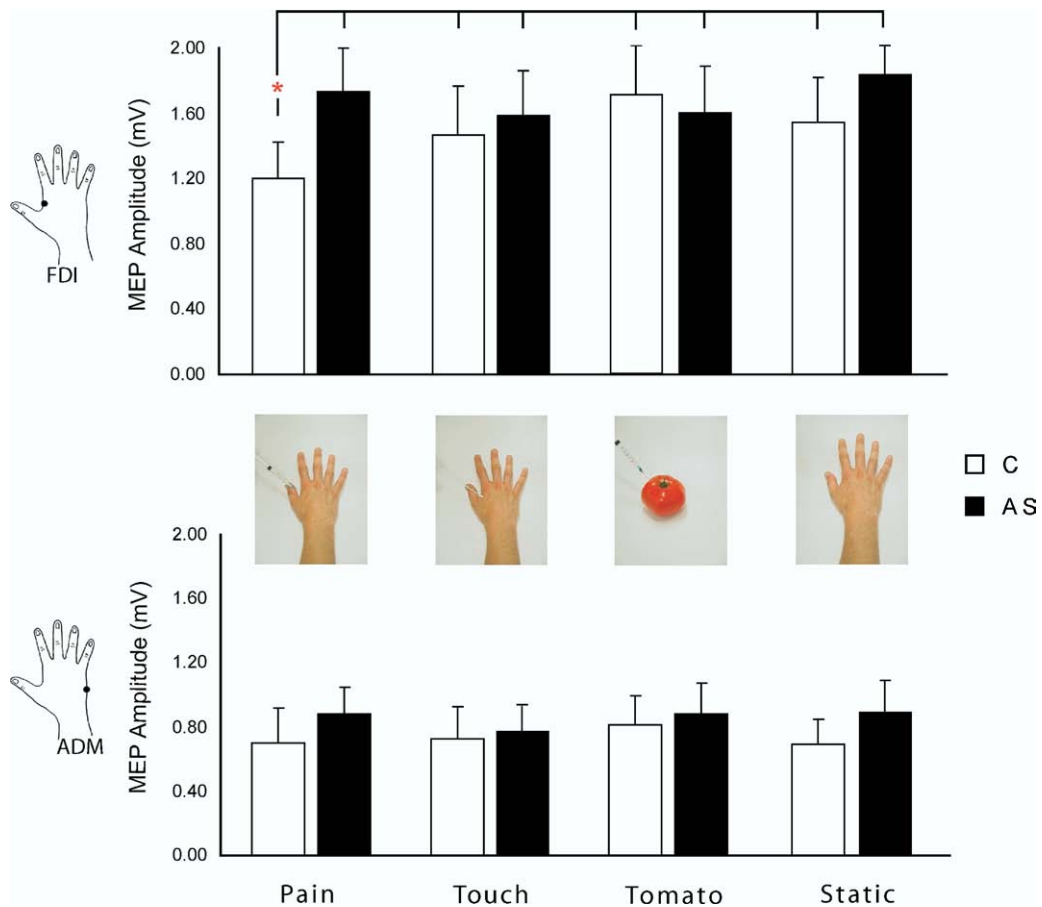 MEP Amplitude (mV)
2.00
1.60
1.20
0.80
0.40
0.00
*
FDI
C
AS
MEP Amplitude (mV)
2.00
1.60
1.20
0.80
0.40
0.00
ADM
Pain Touch Tomato Static